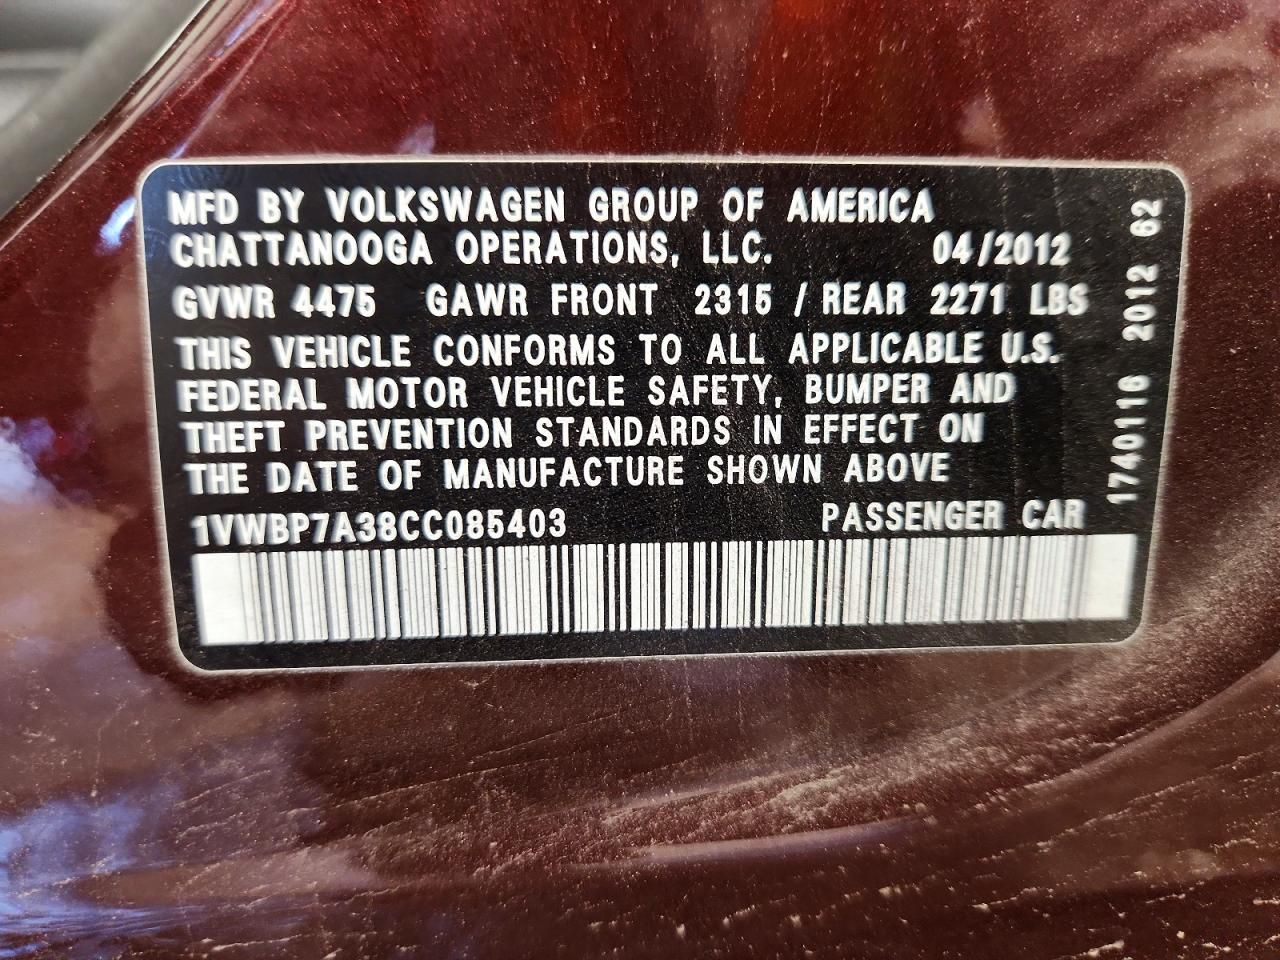 MFD BY VOLKSWAGEN GROUP OF AMERICA
CHATTANOOGA OPERATIONS, LLC. 04/2012
GVWR 4475 GAWR FRONT 2315 / REAR 2271 LBS
THIS VEHICLE CONFORMS TO ALL APPLICABLE U.S.
FEDERAL MOTOR VEHICLE SAFETY, BUMPER AND
THEFT PREVENTION STANDARDS IN EFFECT ON
THE DATE OF MANUFACTURE SHOWN ABOVE
1VWBP7A38CC085403 PASSENGER CAR
1740116 2012 62